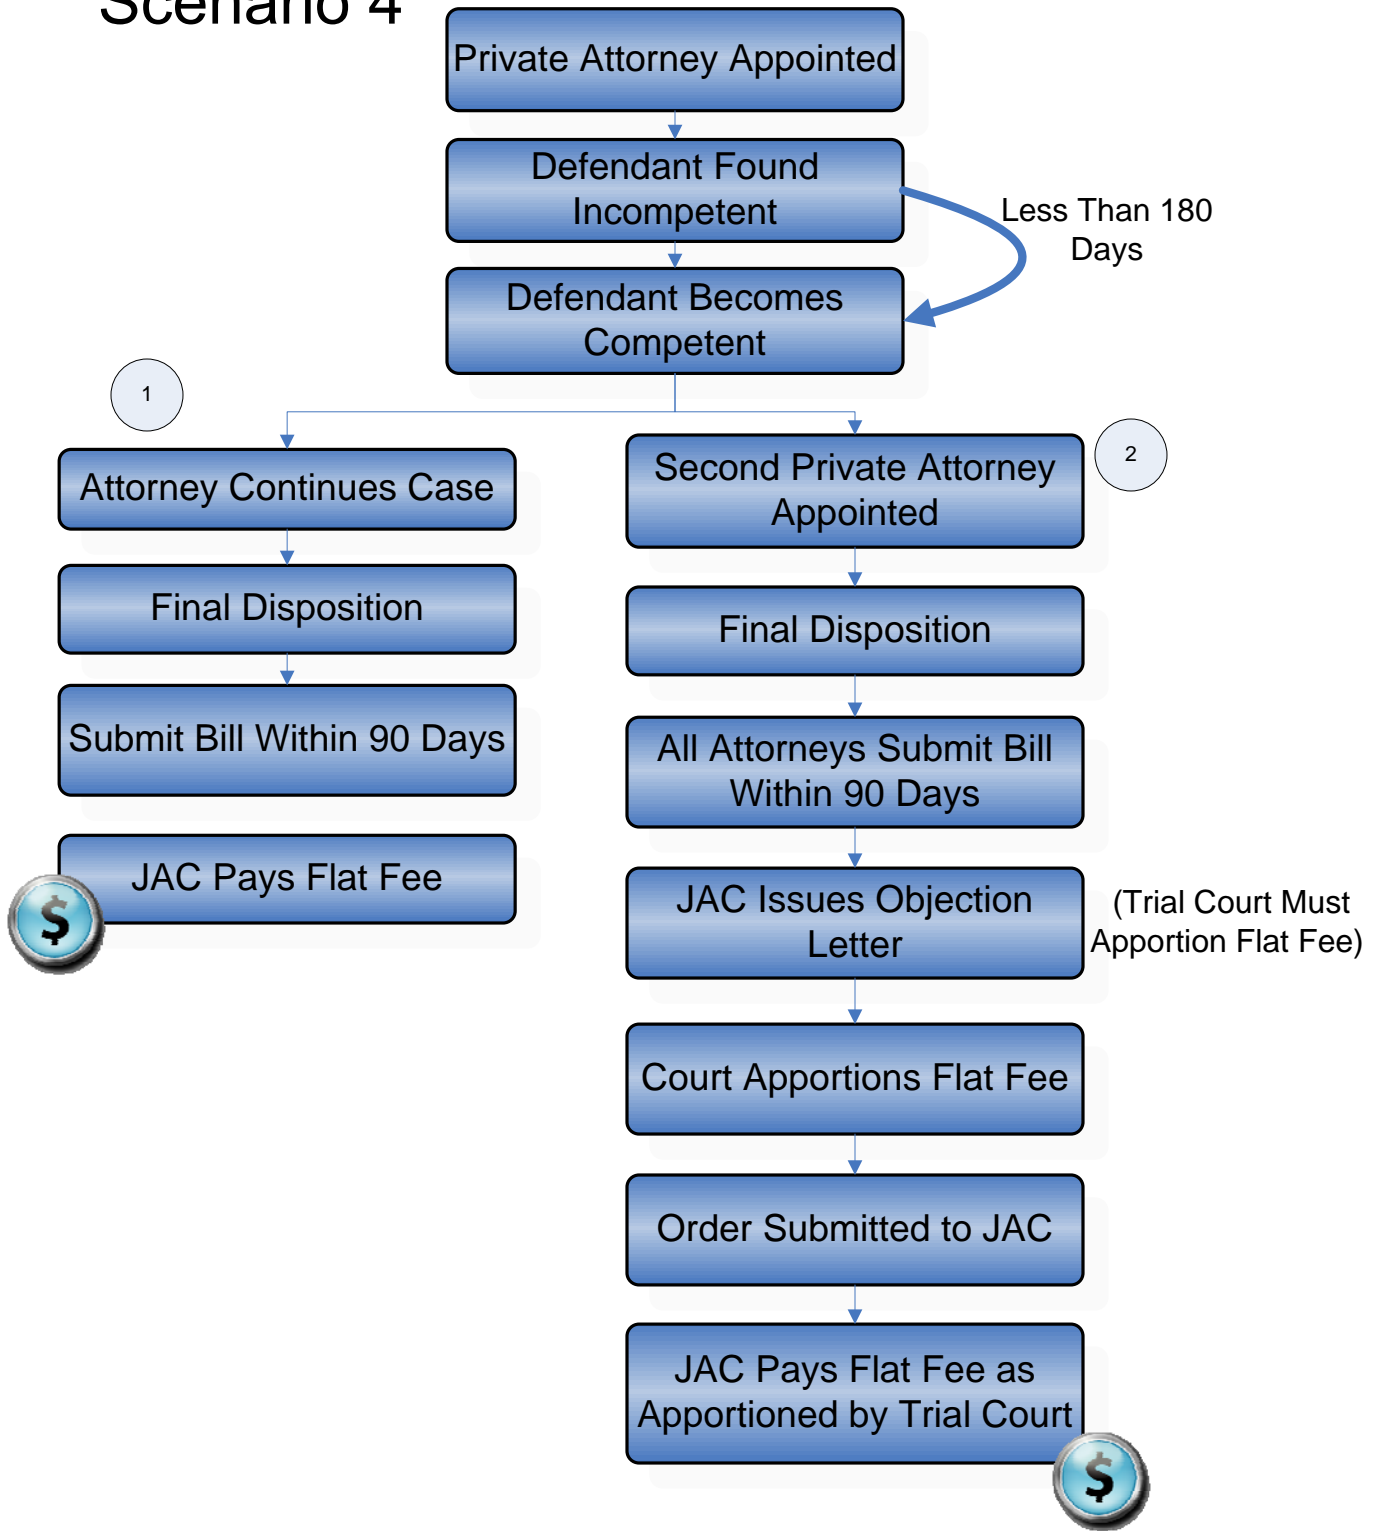 Scenario 4
Private Attorney Appointed
Defendant Found
Incompetent
Less Than 180
Days
Defendant Becomes
Competent
1
Attorney Continues Case
Final Disposition
Submit Bill Within 90 Days
JAC Pays Flat Fee
$
2
Second Private Attorney
Appointed
Final Disposition
All Attorneys Submit Bill
Within 90 Days
JAC Issues Objection
Letter
(Trial Court Must
Apportion Flat Fee)
Court Apportions Flat Fee
Order Submitted to JAC
JAC Pays Flat Fee as
Apportioned by Trial Court
$